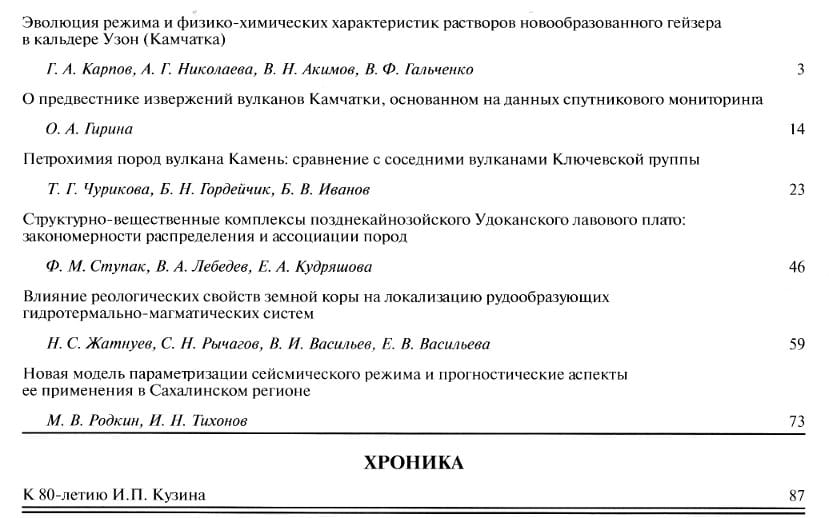 Эволюция режима и физико-химических характеристик растворов новообразованного гейзера
в кальдере Узон (Камчатка)
Г. А. Карпов, А. Г. Николаева, В. Н. Акимов, В. Ф. Гальченко 3
О предвестнике извержений вулканов Камчатки, основанном на данных спутникового мониторинга
О. А. Гирина 14
Петрохимия пород вулкана Камень: сравнение с соседними вулканами Ключевской группы
Т. Г. Чурикова, Б. Н. Гордейчик, Б. В. Иванов 23
Структурно-вещественные комплексы позднекайнозойского Удоканского лавового плато:
закономерности распределения и ассоциации пород
Ф. М. Ступак, В. А. Лебедев, Е. А. Кудряшова 46
Влияние реологических свойств земной коры на локализацию рудообразующих
гидротермально-магматических систем
Н. С. Жатнуев, С. Н. Рычагов, В. И. Васильев, Е. В. Васильева 59
Новая модель параметризации сейсмического режима и прогностические аспекты
ее применения в Сахалинском регионе
М. В. Родкин, И. Н. Тихонов 73
ХРОНИКА
К 80-летию И.П. Кузина 87